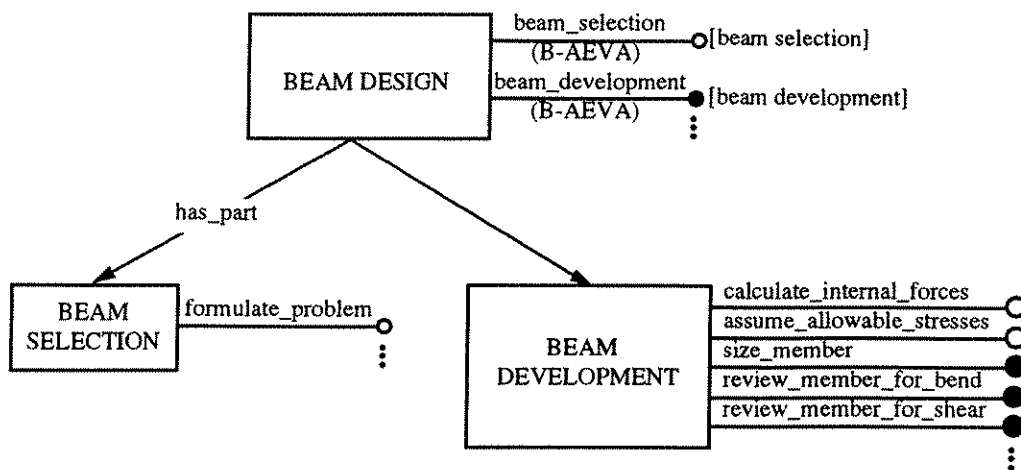 beam_selection
[beam selection]
(B-AEVA)
BEAM DESIGN
beam_development
[beam development]
(B-AEVA)
has_part
BEAM
SELECTION
formulate_problem
BEAM
DEVELOPMENT
calculate_internal_forces
assume_allowable_stresses
size_member
review_member_for_bend
review_member_for_shear